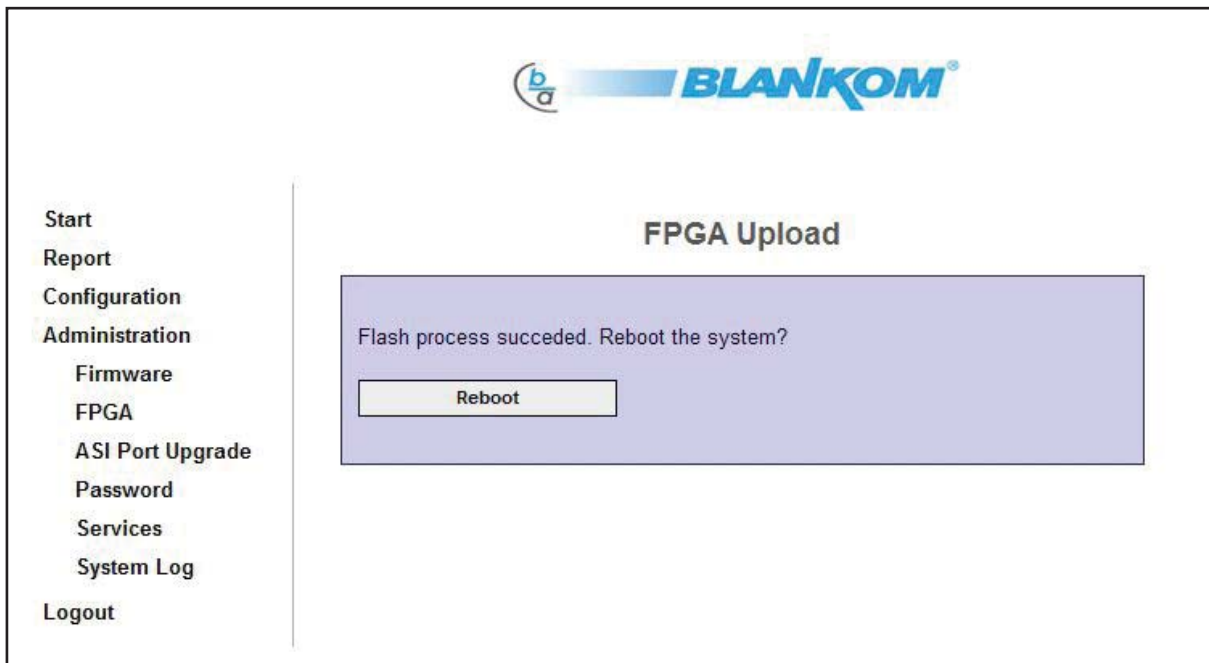 b
a
BLANKOM®
Start
Report
Configuration
Administration
Firmware
FPGA
ASI Port Upgrade
Password
Services
System Log
Logout
FPGA Upload
Flash process succeded. Reboot the system?
Reboot